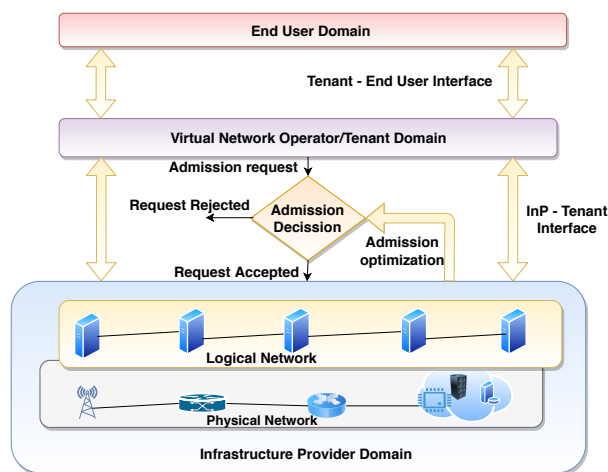 End User Domain
Tenant - End User Interface
Virtual Network Operator/Tenant Domain
Admission request
Request Rejected
Admission
Decission
InP - Tenant
Interface
Admission
optimization
Request Accepted
Logical Network
Physical Network
Infrastructure Provider Domain